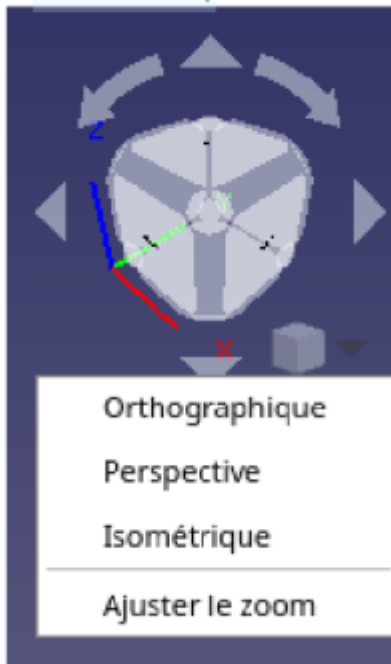 Z
Y
X
Orthographique
Perspective
Isométrique
Ajuster le zoom